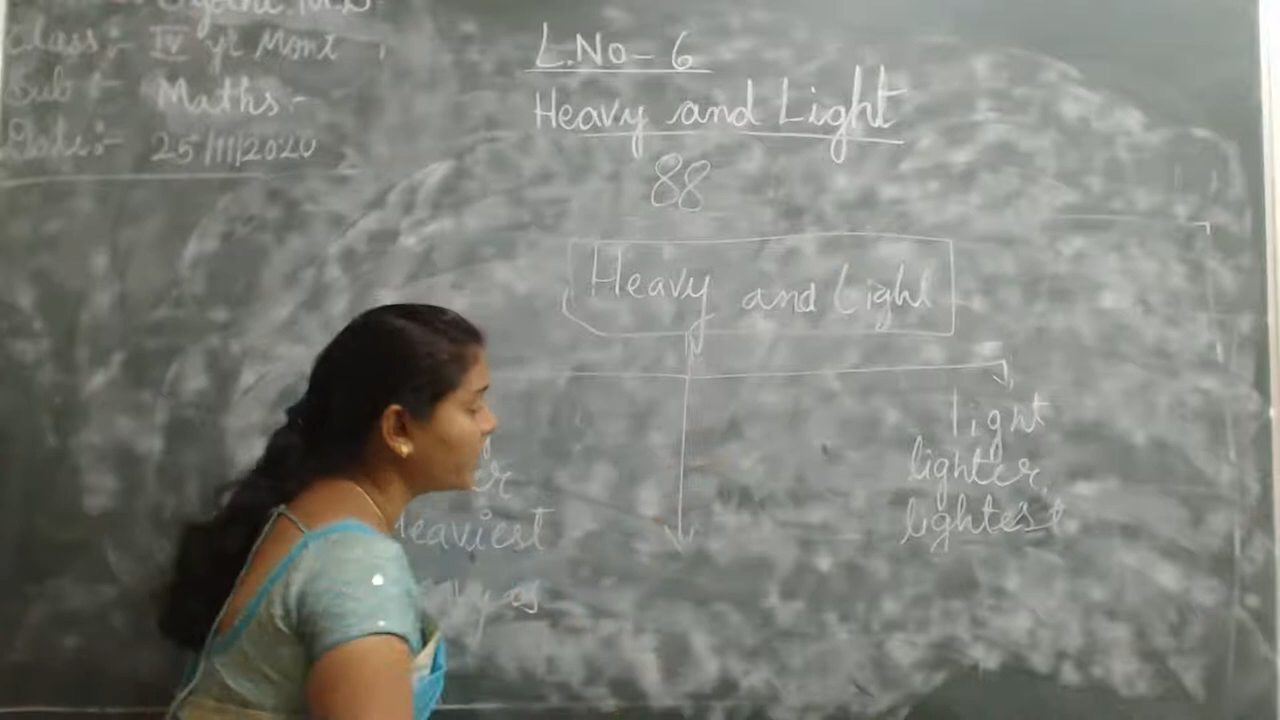 Class:- IV yr Mont
Sub:- Maths-
Date:- 25/11/2020
L.No-6
Heavy and Light
88
Heavy and Light
light
lighter
lightest
heaviest